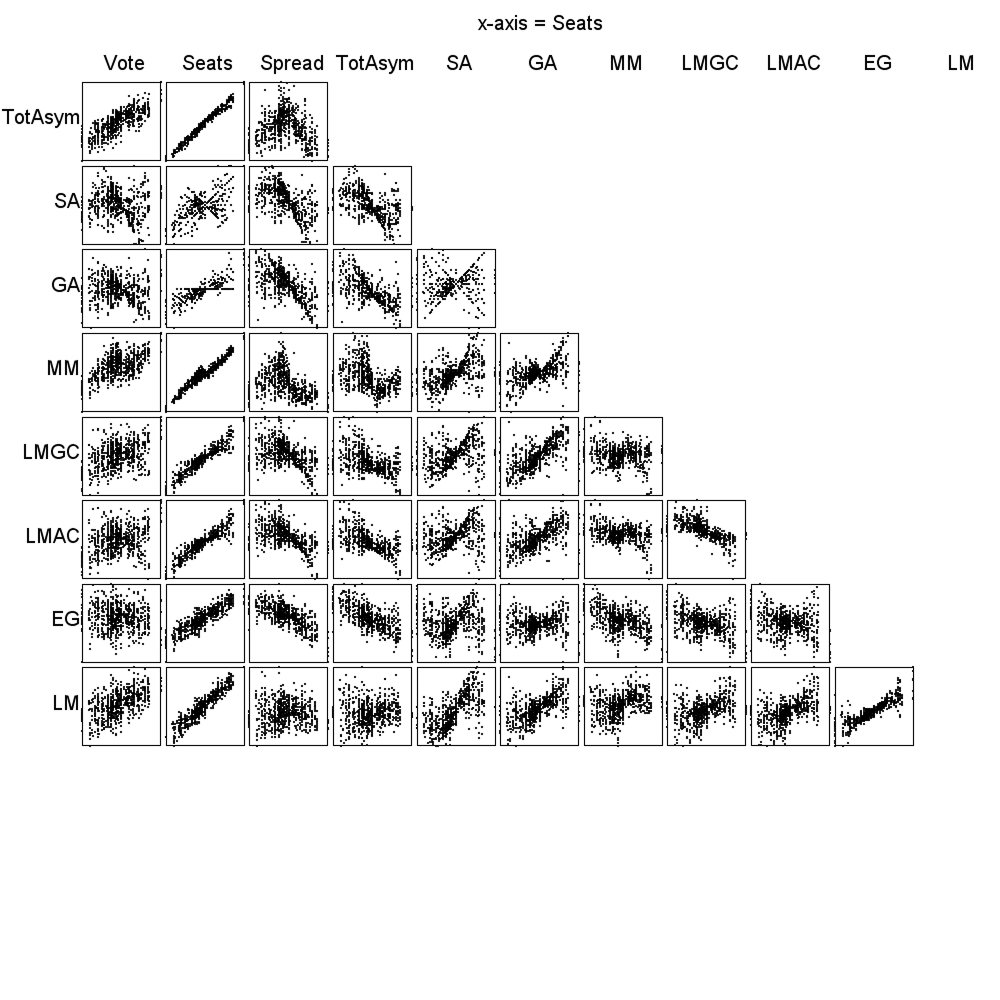 x-axis = Seats
Vote Seats Spread TotAsym SA GA MM LMGC LMAC EG LM
TotAsym
SA
GA
MM
LMGC
LMAC
EG
LM